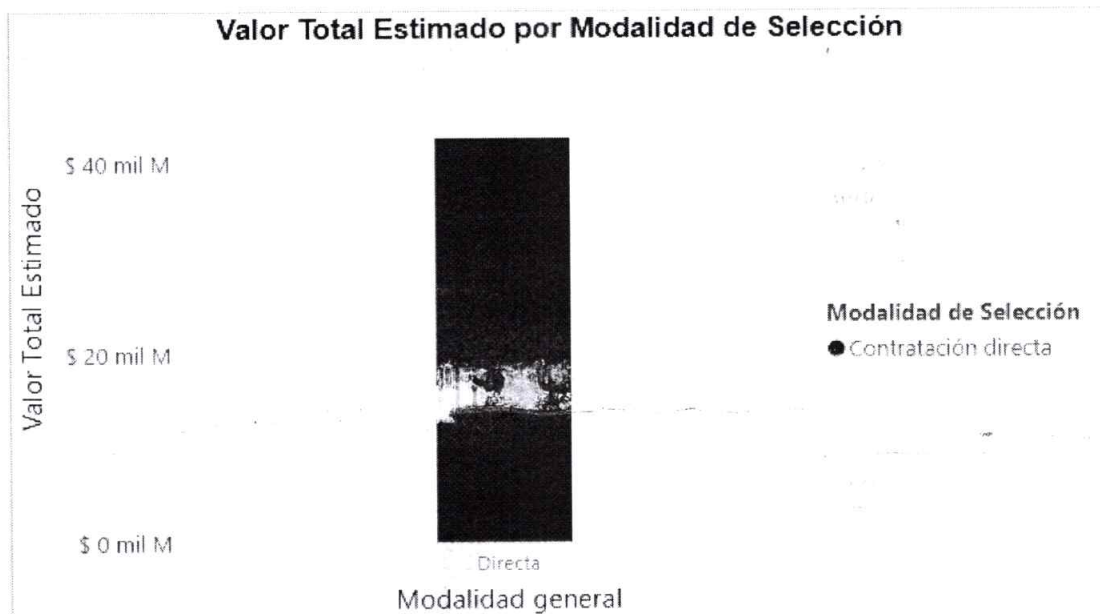 Valor Total Estimado por Modalidad de Selección
Valor Total Estimado
$ 40 mil M
$ 20 mil M
$ 0 mil M
Directa
Modalidad general
Modalidad de Selección
Contratación directa